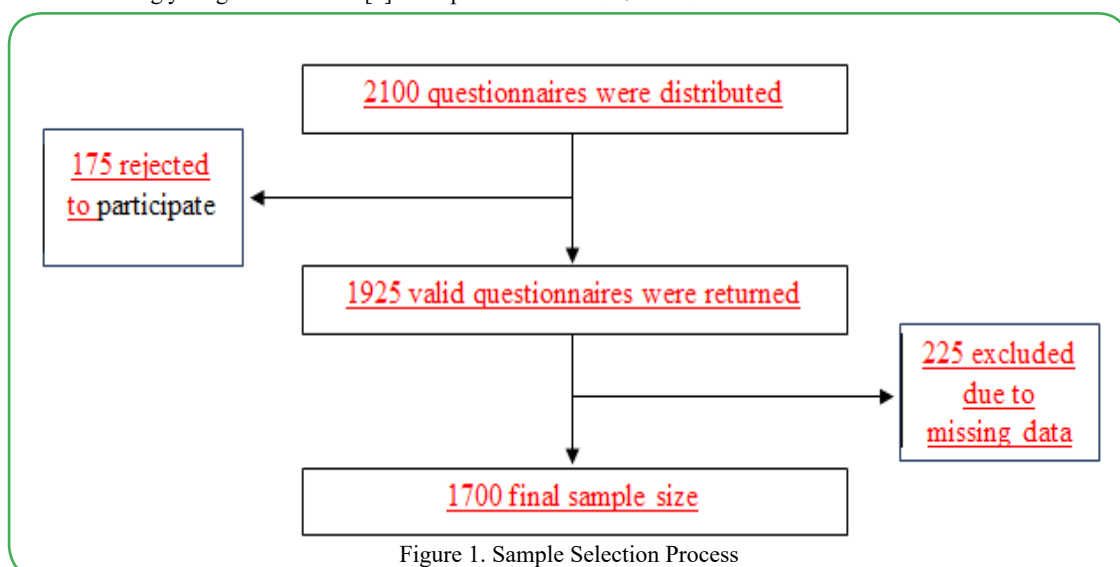 2100 questionnaires were distributed
175 rejected
to participate
1925 valid questionnaires were returned
225 excluded
due to
missing data
1700 final sample size
Figure 1. Sample Selection Process